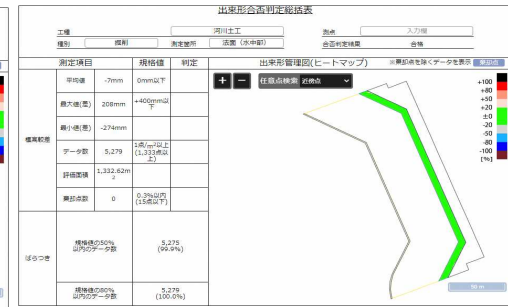 出来形合否判定総括表
工種 河川土工 測点 入力欄
種別 掘削 測定箇所 法面（水中部） 合否判定結果 合格
測定項目 規格値 判定 出来形管理図(ヒートマップ) ※棄却点を除くデータを表示 棄却点
標高較差
平均値 -7mm 0mm以下
最大値(差) 208mm +400mm以
下
最小値(差) -274mm
データ数 5,279 1点/m²以上
(1,333点以
上)
評価面積 1,332.62m
2
棄却点数 0 0.3%以内
(15点以下)
ばらつき
規格値の50%
以内のデータ数
5,275
(99.9%)
規格値の80%
以内のデータ数
5,279
(100.0%)
+ − 任意点検索 近傍点
+100
+80
+50
+20
±0
-20
-50
-80
-100
[%]